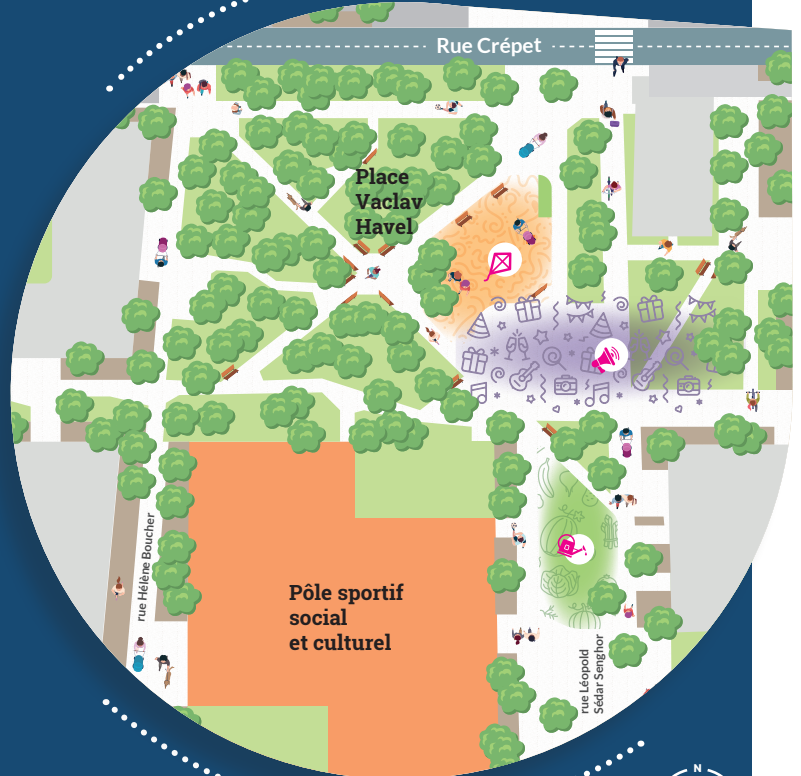 Rue Crépet
Place
Vaclav
Havel
rue Hélène Boucher
Pôle sportif
social
et culturel
rue Léopold
Sédar Senghor
N